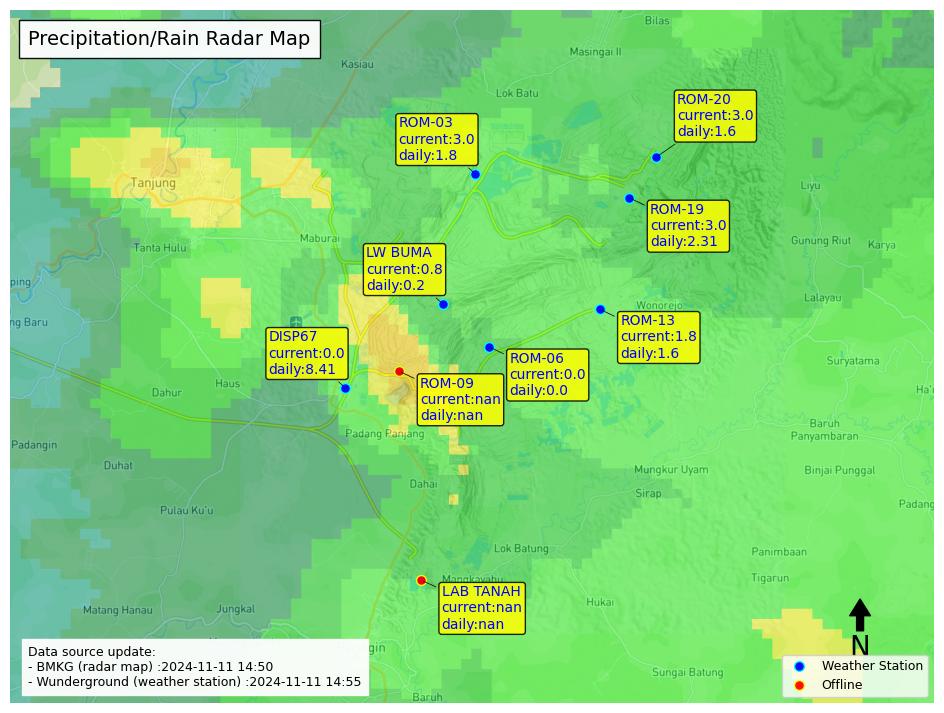 Precipitation/Rain Radar Map
Bilas
Masingai II
Kasiau
Lok Batu
ROM-20
current:3.0
daily:1.6
ROM-03
current:3.0
daily:1.8
Tanjung
Liyu
ROM-19
current:3.0
daily:2.31
Tanta Hulu
Maburai
Gunung Riut
Karya
LW BUMA
current:0.8
daily:0.2
ping
Lalayau
Wonorejo
ng Baru
ROM-13
current:1.8
daily:1.6
DISP67
current:0.0
daily:8.41
ROM-06
current:0.0
daily:0.0
Suryatama
Haus
Dahur
ROM-09
current:nan
daily:nan
Ha'
Baruh
Panyambaran
Padang Panjang
Padangin
Duhat
Mungkur Uyam
Binjai Punggal
Dahai
Sirap
Padang
Pulau Ku'u
Lok Batung
Panimbaan
Mangkayahu
Tigarun
LAB TANAH
current:nan
daily:nan
Matang Hanau
Jungkal
Hukai
N
Data source update:
- BMKG (radar map) :2024-11-11 14:50
- Wunderground (weather station) :2024-11-11 14:55
gin
Sungai Batung
Baruh
Weather Station
Offline